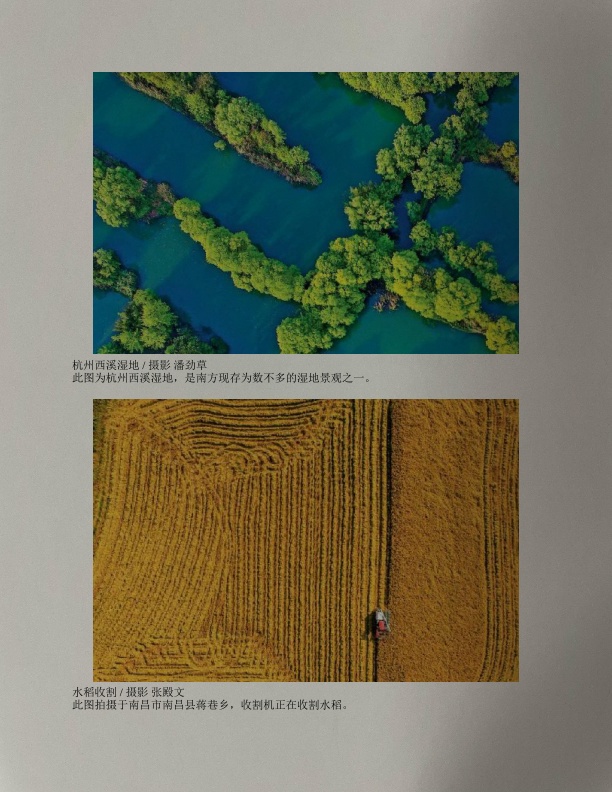 杭州西溪湿地 / 摄影 潘劲草
此图为杭州西溪湿地，是南方现存为数不多的湿地景观之一。
水稻收割 / 摄影 张殿文
此图拍摄于南昌市南昌县蒋巷乡，收割机正在收割水稻。